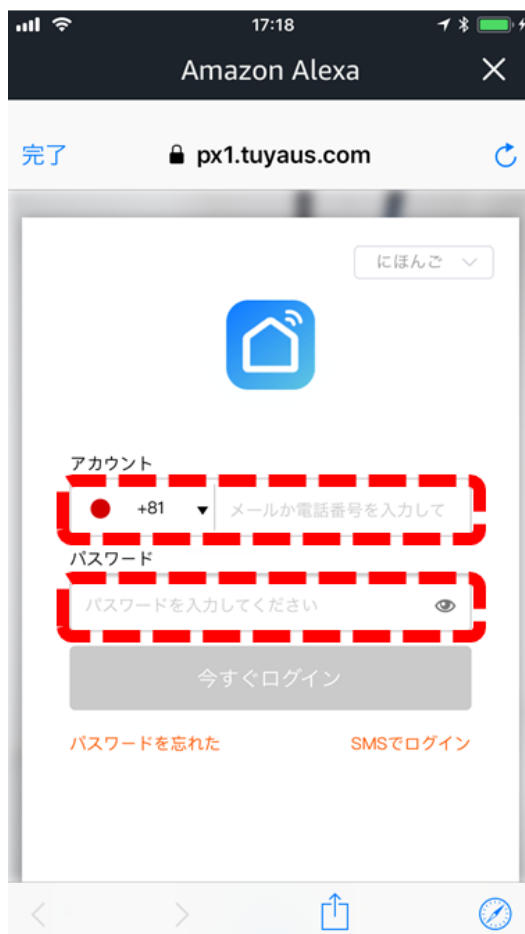 17:18
Amazon Alexa
完了 px1.tuyaus.com
にほんご
アカウント
+81 メールか電話番号を入力して
パスワード
パスワードを入力してください
今すぐログイン
パスワードを忘れた SMSでログイン